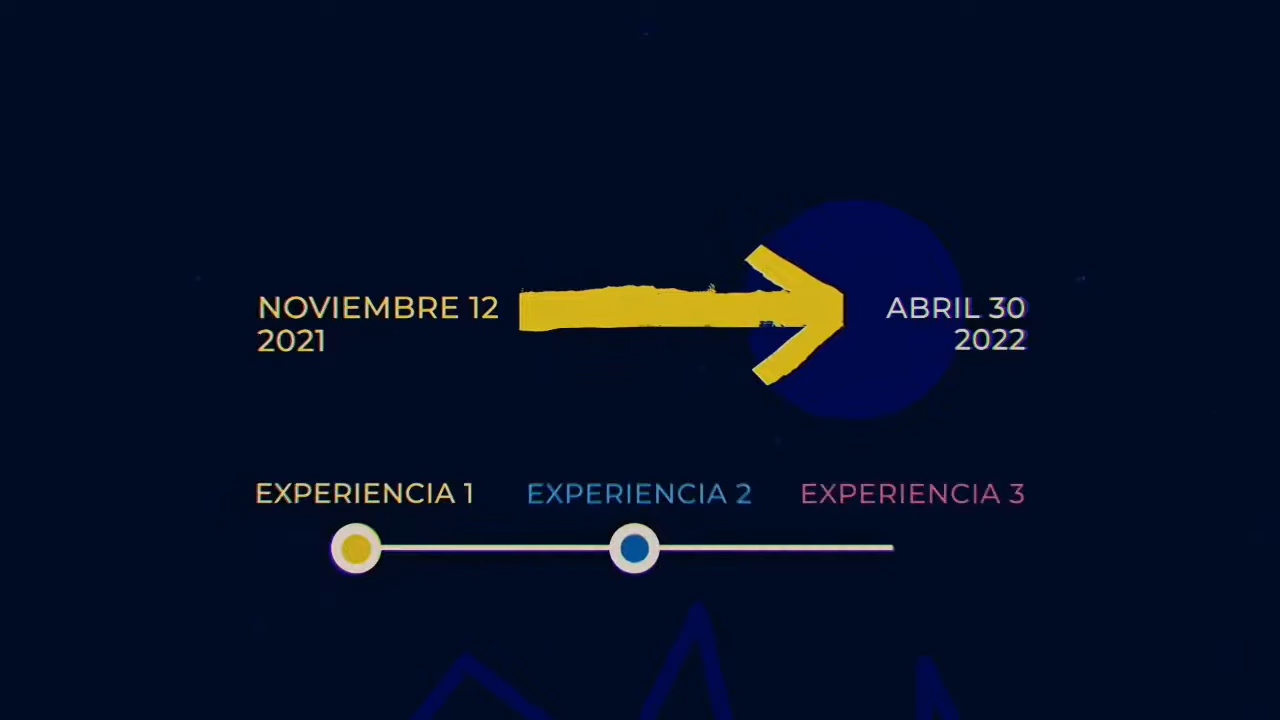 NOVIEMBRE 12
2021
ABRIL 30
2022
EXPERIENCIA 1
EXPERIENCIA 2
EXPERIENCIA 3